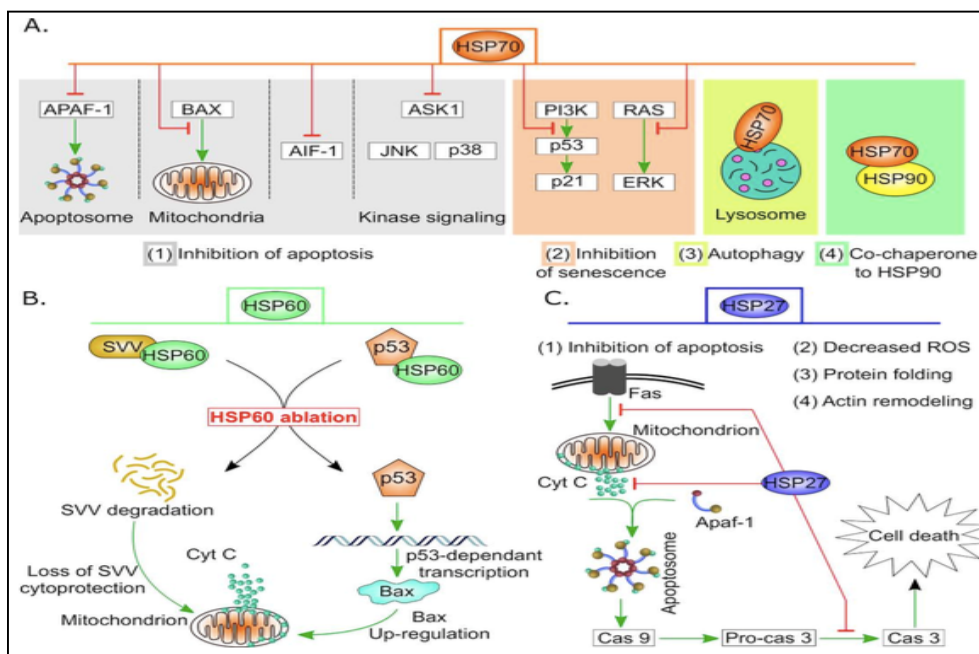 A.
HSP70
APAF-1
BAX
ASK1
PI3K
RAS
AIF-1
JNK
p38
p53
p21
ERK
HSP70
HSP70
HSP90
Apoptosome
Mitochondria
Kinase signaling
Lysosome
(1) Inhibition of apoptosis
(2) Inhibition
of senescence
(3) Autophagy
(4) Co-chaperone
to HSP90
B.
HSP60
SVV
HSP60
p53
HSP60
HSP60 ablation
SVV degradation
p53
p53-dependant
transcription
Loss of SVV
cytoprotection
Cyt C
Bax
Mitochondrion
Bax
Up-regulation
C.
HSP27
(1) Inhibition of apoptosis
(2) Decreased ROS
(3) Protein folding
(4) Actin remodeling
Fas
Mitochondrion
Cyt C
HSP27
Apaf-1
Cell death
Apoptosome
Cas 9
Pro-cas 3
Cas 3